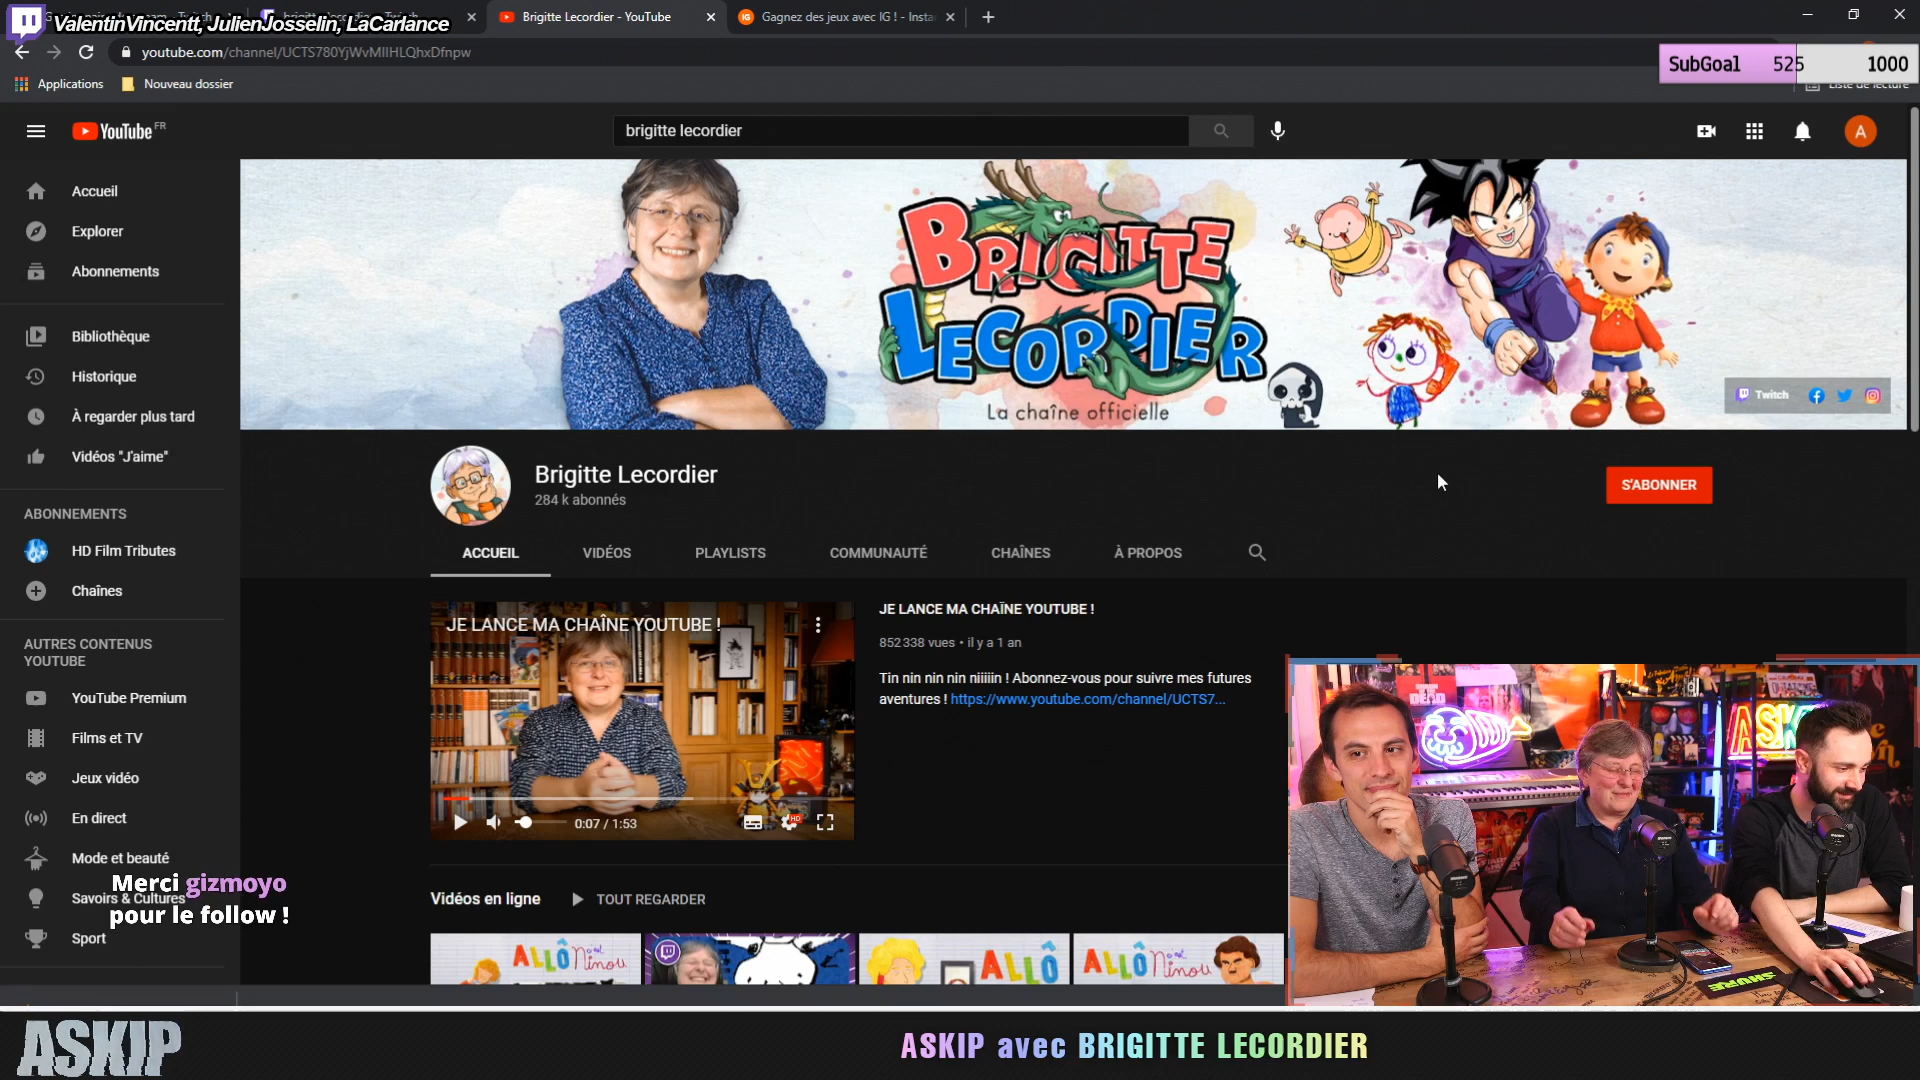 ValentinVincentt, JulienJosselin, LaCarlance
Brigitte Lecordier - YouTube
Gagnez des jeux avec IG ! - Insta
youtube.com/channel/UCTS780YjWvMIIHLQhxDfnpw
SubGoal 525 1000
Applications
Nouveau dossier
Liste de lecture
YouTube FR
brigitte lecordier
A
Accueil
Explorer
Abonnements
Bibliothèque
Historique
À regarder plus tard
Vidéos "J'aime"
ABONNEMENTS
HD Film Tributes
Chaînes
AUTRES CONTENUS
YOUTUBE
YouTube Premium
Films et TV
Jeux vidéo
En direct
Mode et beauté
Savoirs & Cultures
Sport
Merci gizmoyo
pour le follow !
BRIGITTE
LECORDIER
La chaîne officielle
Twitch
Brigitte Lecordier
284 k abonnés
S'ABONNER
ACCUEIL
VIDÉOS
PLAYLISTS
COMMUNAUTÉ
CHAÎNES
À PROPOS
JE LANCE MA CHAÎNE YOUTUBE !
0:07 / 1:53
HD
JE LANCE MA CHAÎNE YOUTUBE !
852 338 vues • il y a 1 an
Tin nin nin nin niiiiin ! Abonnez-vous pour suivre mes futures
aventures ! https://www.youtube.com/channel/UCTS7...
Vidéos en ligne
TOUT REGARDER
ALLÔ Ninou
ALLÔ
ALLÔ Ninou
DEAD
ASK
SHURE
ASKIP
ASKIP avec BRIGITTE LECORDIER